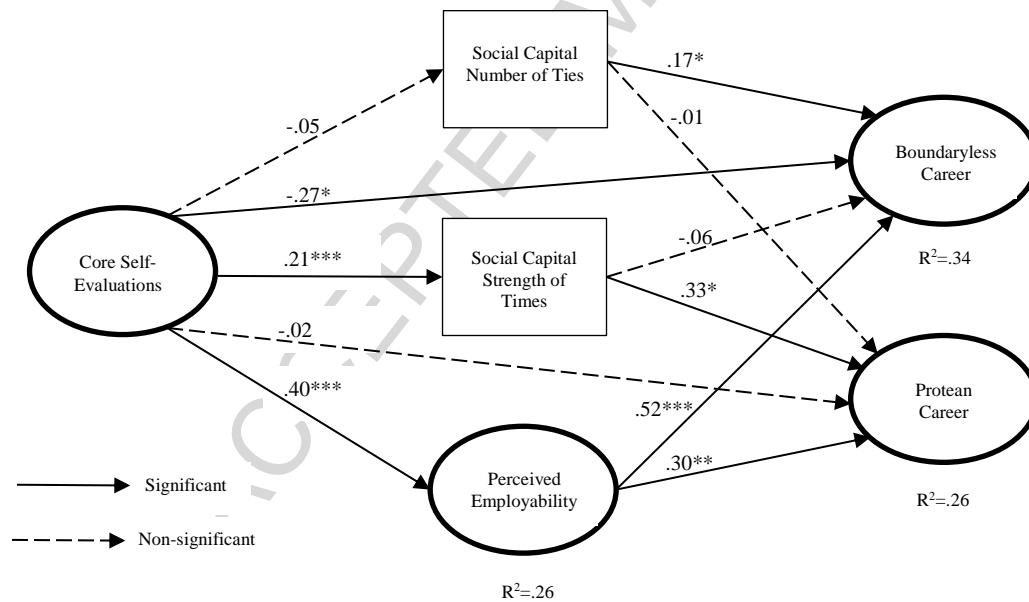 Social Capital
Number of Ties
.17*
-.01
-.05
Boundaryless
Career
-.27*
R²=.34
Core Self-
Evaluations
.21***
Social Capital
Strength of
Times
-.06
.33*
-.02
.40***
.52***
Protean
Career
.30**
R²=.26
Perceived
Employability
R²=.26
Significant
Non-significant